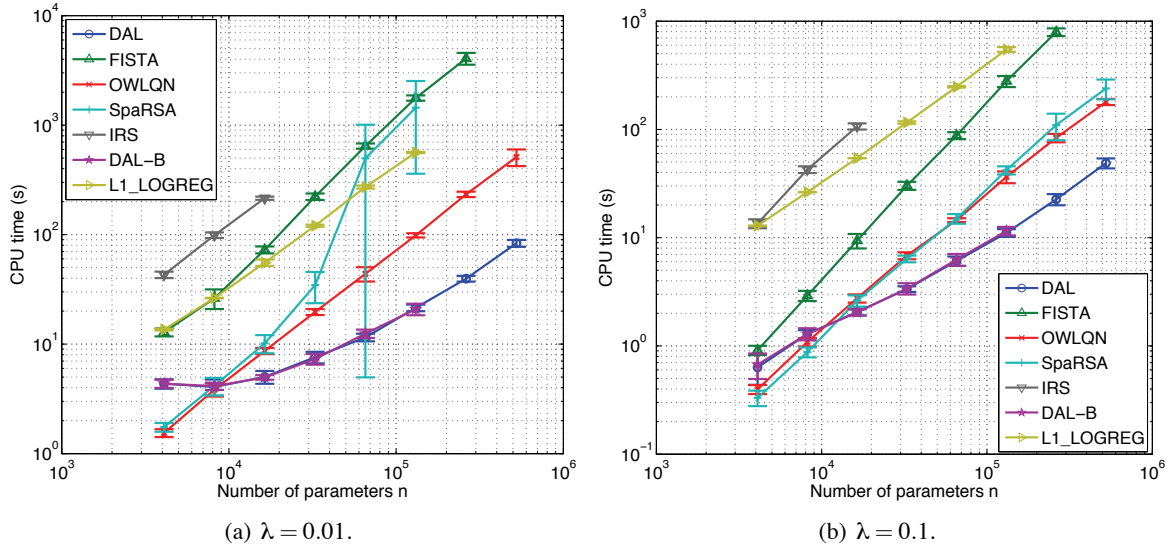 DAL
FISTA
OWLQN
SpaRSA
IRS
DAL−B
L1_LOGREG
10^4
10^3
10^2
10^1
10^0
CPU time (s)
10^3
10^4
10^5
10^6
Number of parameters n
(a) λ = 0.01.
10^3
10^2
10^1
10^0
10^−1
CPU time (s)
DAL
FISTA
OWLQN
SpaRSA
IRS
DAL−B
L1_LOGREG
10^3
10^4
10^5
10^6
Number of parameters n
(b) λ = 0.1.